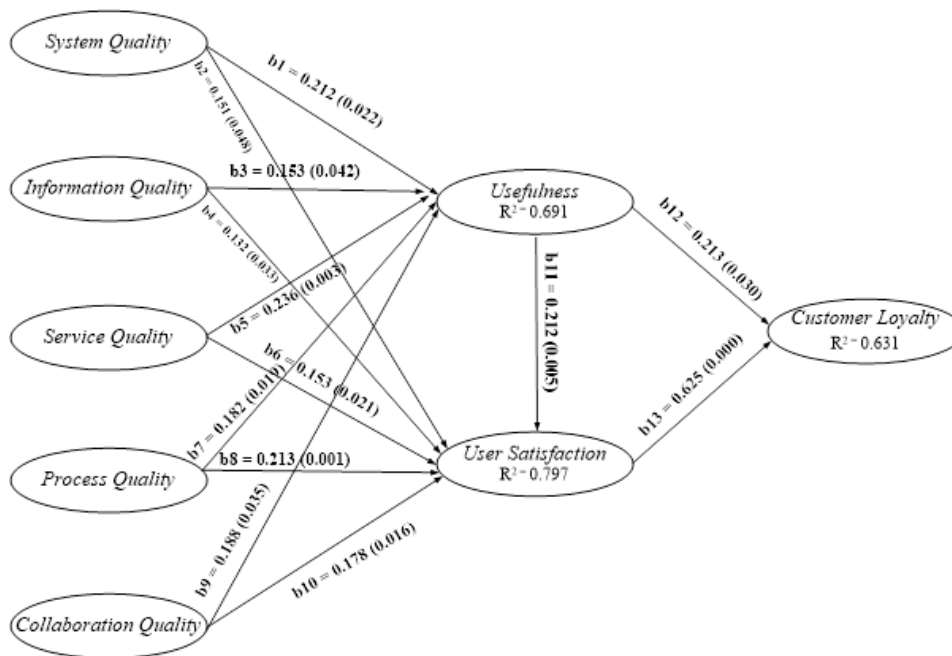 System Quality
b1 = 0.212 (0.022)
b2 = 0.151 (0.048)
Information Quality
b3 = 0.153 (0.042)
b4 = 0.132 (0.033)
Usefulness
R² = 0.691
b12 = 0.213 (0.030)
Service Quality
b5 = 0.236 (0.003)
b6 = 0.153 (0.021)
b11 = 0.212 (0.005)
Customer Loyalty
R² = 0.631
b7 = 0.182 (0.019)
b8 = 0.213 (0.001)
Process Quality
User Satisfaction
R² = 0.797
b13 = 0.625 (0.000)
b9 = 0.188 (0.035)
b10 = 0.178 (0.016)
Collaboration Quality